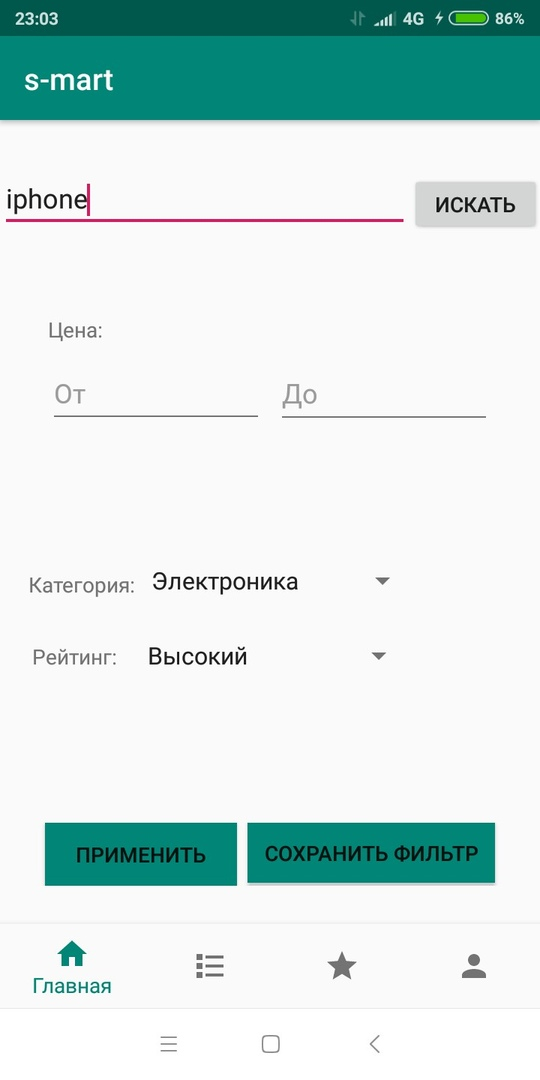 23:03 4G 86%
s-mart
iphone ИСКАТЬ
Цена:
От До
Категория: Электроника
Рейтинг: Высокий
ПРИМЕНИТЬ СОХРАНИТЬ ФИЛЬТР
Главная